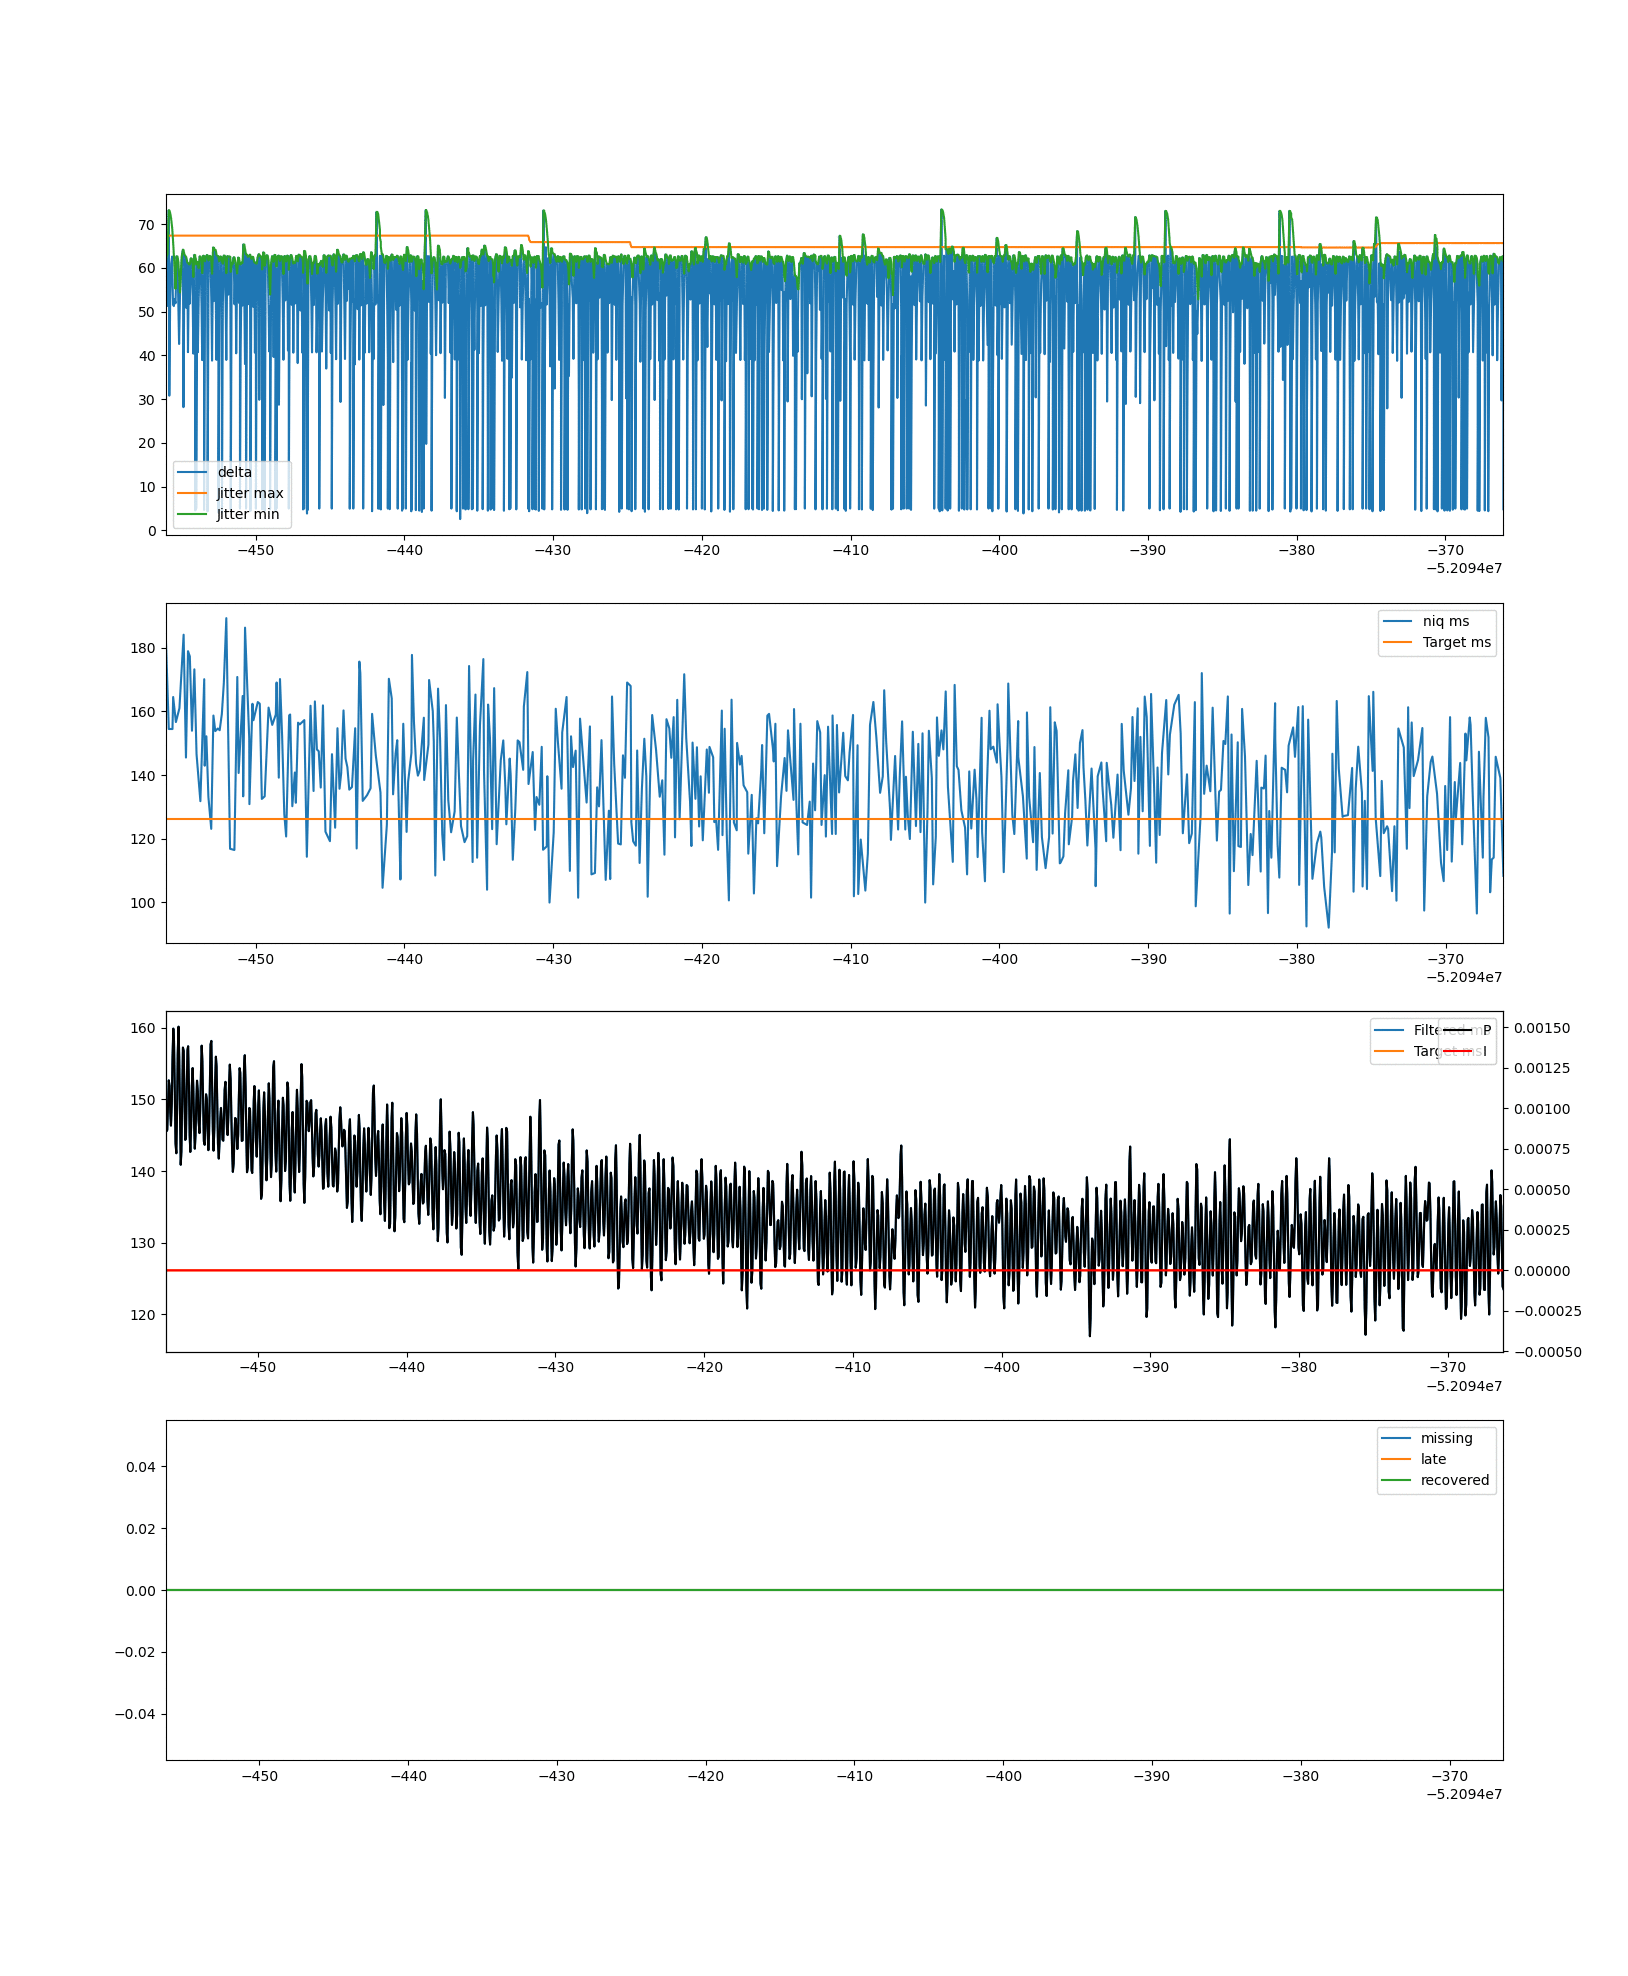 70
60
50
40
30
20
10
0
delta
Jitter max
Jitter min
−450 −440 −430 −420 −410 −400 −390 −380 −370
−5.2094e7
180
160
140
120
100
niq ms
Target ms
−450 −440 −430 −420 −410 −400 −390 −380 −370
−5.2094e7
160
150
140
130
120
Filtered ms
Target ms
P
I
0.00150
0.00125
0.00100
0.00075
0.00050
0.00025
0.00000
−0.00025
−0.00050
−450 −440 −430 −420 −410 −400 −390 −380 −370
−5.2094e7
0.04
0.02
0.00
−0.02
−0.04
missing
late
recovered
−450 −440 −430 −420 −410 −400 −390 −380 −370
−5.2094e7